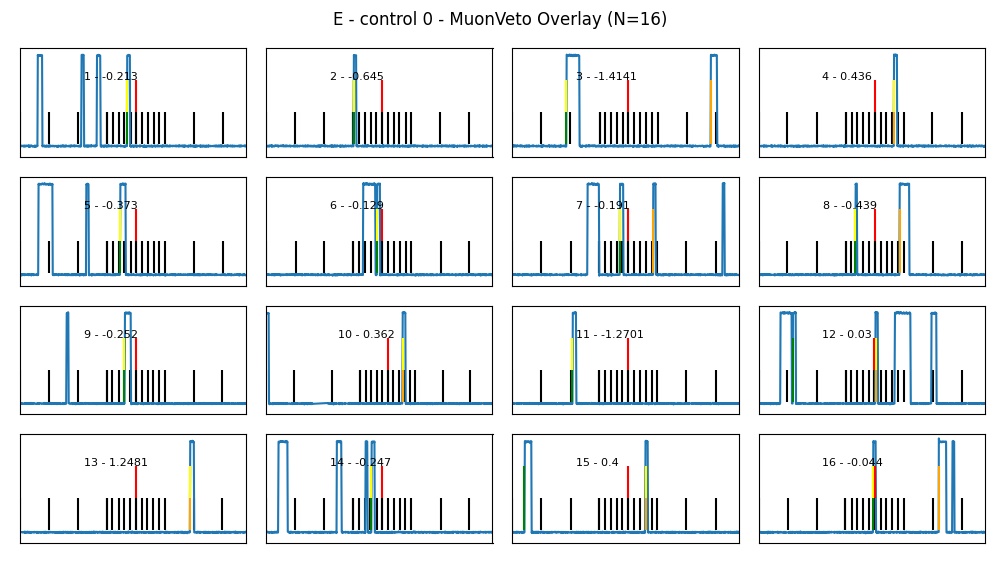 E - control 0 - MuonVeto Overlay (N=16)
1 - -0.213
2 - -0.645
3 - -1.4141
4 - 0.436
5 - -0.373
6 - -0.129
7 - -0.191
8 - -0.439
9 - -0.252
10 - 0.362
11 - -1.2701
12 - 0.03
13 - 1.2481
14 - -0.247
15 - 0.4
16 - -0.044